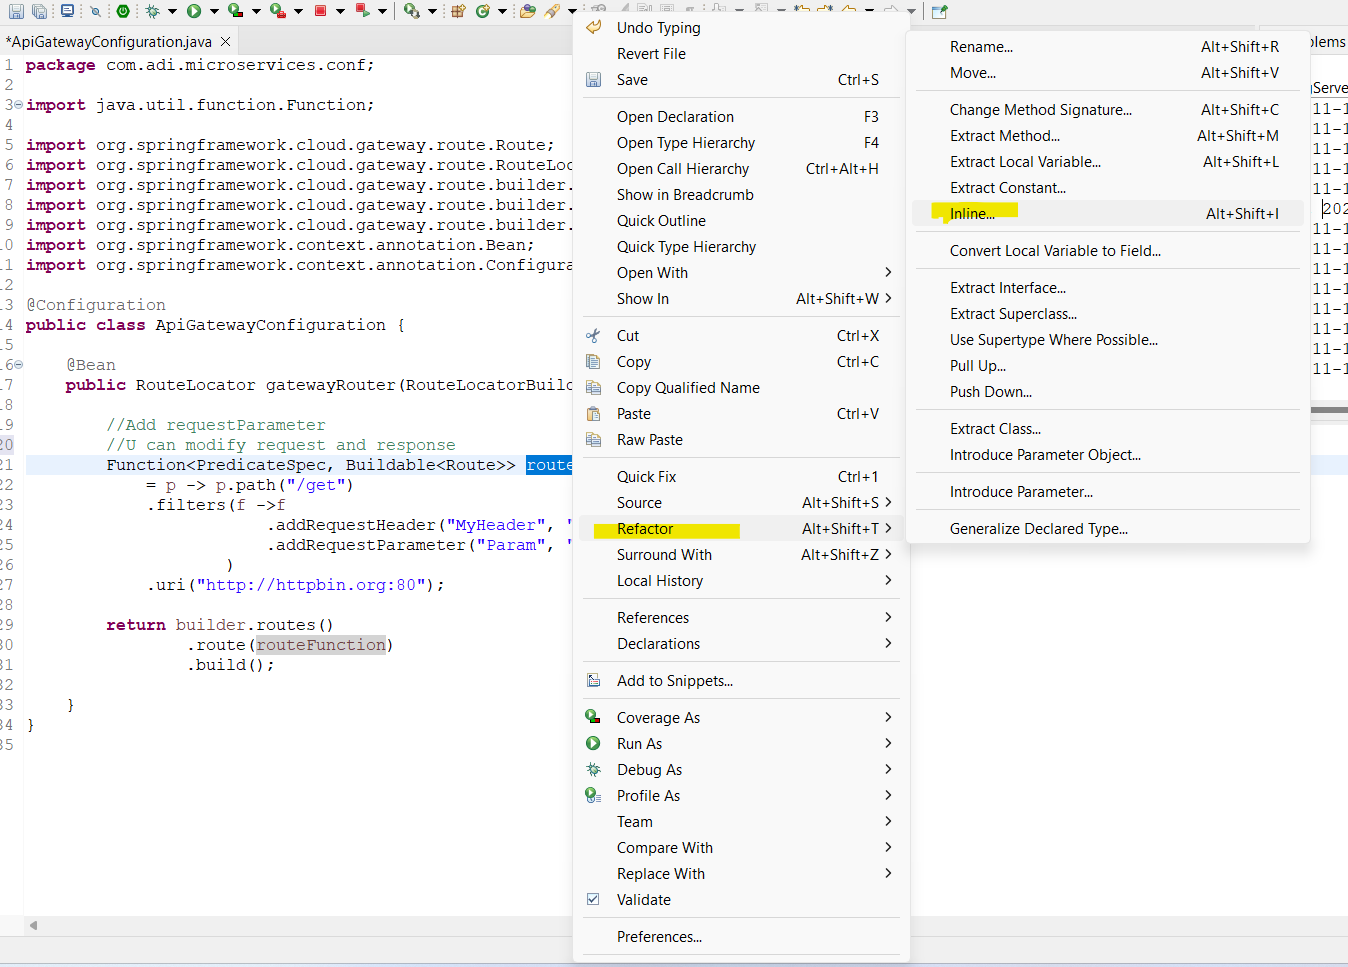 *ApiGatewayConfiguration.java
1 package com.adi.microservices.conf;
2
3 import java.util.function.Function;
4
5 import org.springframework.cloud.gateway.route.Route;
6 import org.springframework.cloud.gateway.route.RouteLoc
7 import org.springframework.cloud.gateway.route.builder.
8 import org.springframework.cloud.gateway.route.builder.
9 import org.springframework.cloud.gateway.route.builder.
0 import org.springframework.context.annotation.Bean;
1 import org.springframework.context.annotation.Configura
2
3 @Configuration
4 public class ApiGatewayConfiguration {
5
6 @Bean
7 public RouteLocator gatewayRouter(RouteLocatorBuil
8
9 //Add requestParameter
20 //U can modify request and response
21 Function<PredicateSpec, Buildable<Route>> route
22 = p -> p.path("/get")
23 .filters(f ->f
24 .addRequestHeader("MyHeader", "
25 .addRequestParameter("Param", "
26 )
27 .uri("http://httpbin.org:80");
28
29 return builder.routes()
30 .route(routeFunction)
31 .build();
32
33 }
34 }
35
Undo Typing
Revert File
Save Ctrl+S
Open Declaration F3
Open Type Hierarchy F4
Open Call Hierarchy Ctrl+Alt+H
Show in Breadcrumb
Quick Outline
Quick Type Hierarchy
Open With
Show In Alt+Shift+W
Cut Ctrl+X
Copy Ctrl+C
Copy Qualified Name
Paste Ctrl+V
Raw Paste
Quick Fix Ctrl+1
Source Alt+Shift+S
Refactor Alt+Shift+T
Surround With Alt+Shift+Z
Local History
References
Declarations
Add to Snippets...
Coverage As
Run As
Debug As
Profile As
Team
Compare With
Replace With
Validate
Preferences...
Rename... Alt+Shift+R
Move... Alt+Shift+V
Change Method Signature... Alt+Shift+C
Extract Method... Alt+Shift+M
Extract Local Variable... Alt+Shift+L
Extract Constant...
Inline... Alt+Shift+I
Convert Local Variable to Field...
Extract Interface...
Extract Superclass...
Use Supertype Where Possible...
Pull Up...
Push Down...
Extract Class...
Introduce Parameter Object...
Introduce Parameter...
Generalize Declared Type...
blems
gServe
11-1
11-1
11-1
11-1
11-1
202
11-1
11-1
11-1
11-1
11-1
11-1
11-1
11-1